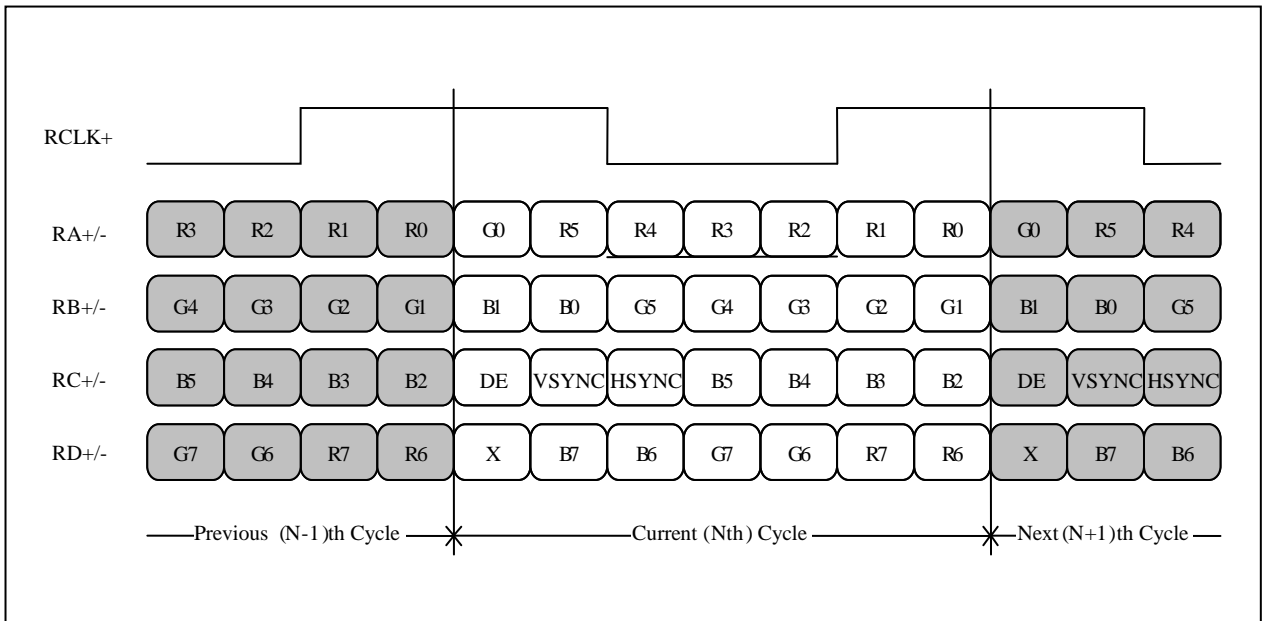 RCLK+
RA+/- R3 R2 R1 R0 G0 R5 R4 R3 R2 R1 R0 G0 R5 R4
RB+/- G4 G3 G2 G1 B1 B0 G5 G4 G3 G2 G1 B1 B0 G5
RC+/- B5 B4 B3 B2 DE VSYNC HSYNC B5 B4 B3 B2 DE VSYNC HSYNC
RD+/- G7 G6 R7 R6 X B7 B6 G7 G6 R7 R6 X B7 B6
Previous (N-1)th Cycle Current (Nth) Cycle Next (N+1)th Cycle